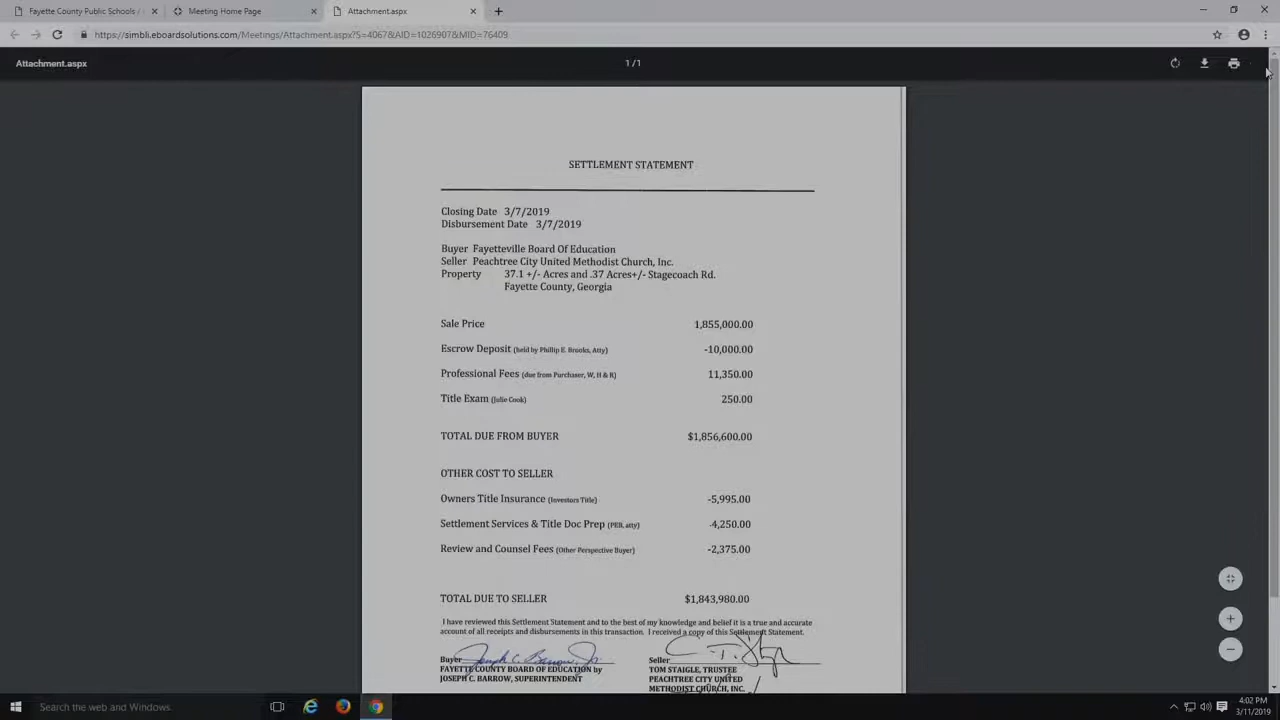 Fayette County Public Schools /
Meeting Home Page
Attachment.aspx
https://simbli.eboardsolutions.com/Meetings/Attachment.aspx?S=4067&AID=1026907&MID=76409
Attachment.aspx
1 / 1
SETTLEMENT STATEMENT
Closing Date 3/7/2019
Disbursement Date 3/7/2019
Buyer Fayetteville Board Of Education
Seller Peachtree City United Methodist Church, Inc.
Property 37.1 +/- Acres and .37 Acres+/- Stagecoach Rd.
Fayette County, Georgia
Sale Price 1,855,000.00
Escrow Deposit (held by Phillip E. Brooks, Atty) -10,000.00
Professional Fees (due from Purchaser, W, H & R) 11,350.00
Title Exam (Julie Cook) 250.00
TOTAL DUE FROM BUYER $1,856,600.00
OTHER COST TO SELLER
Owners Title Insurance (Investors Title) -5,995.00
Settlement Services & Title Doc Prep (PEB, atty) -4,250.00
Review and Counsel Fees (Other Perspective Buyer) -2,375.00
TOTAL DUE TO SELLER $1,843,980.00
I have reviewed this Settlement Statement and to the best of my knowledge and belief it is a true and accurate
account of all receipts and disbursements in this transaction. I received a copy of this Settlement Statement.
Buyer Joseph C. Barrow, Jr. Seller
FAYETTE COUNTY BOARD OF EDUCATION by TOM STAIGLE, TRUSTEE
JOSEPH C. BARROW, SUPERINTENDENT PEACHTREE CITY UNITED
METHODIST CHURCH, INC.
Search the web and Windows.
4:02 PM
3/11/2019